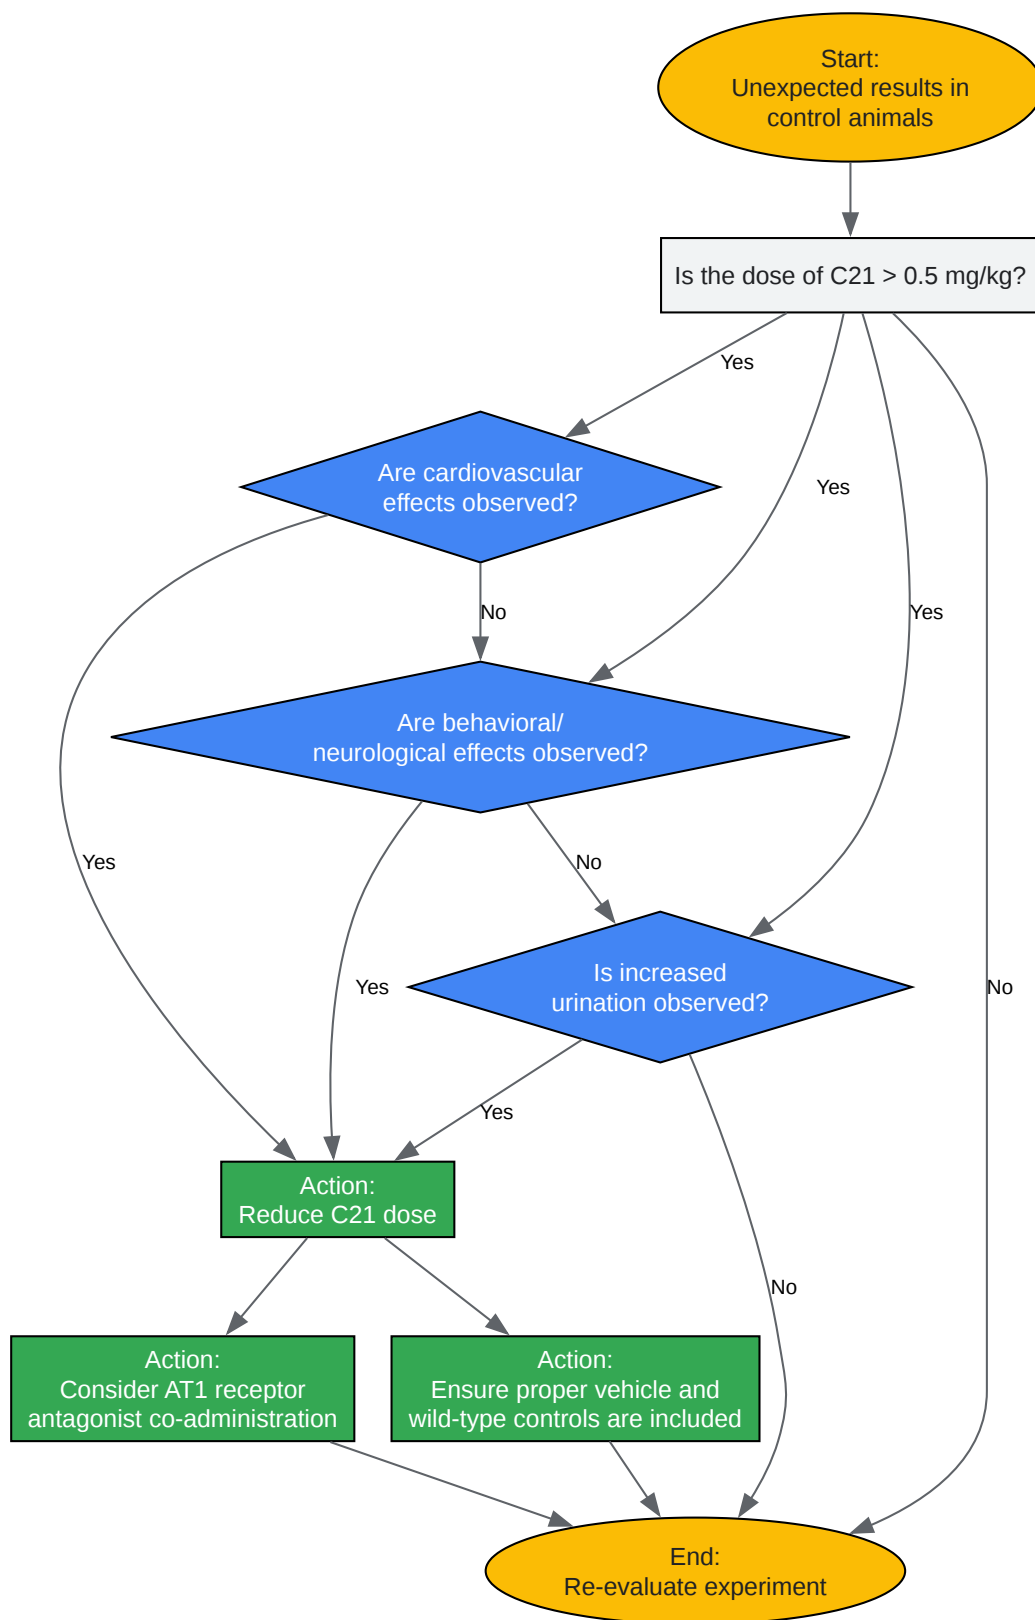 Start:
Unexpected results in
control animals
Is the dose of C21 > 0.5 mg/kg?
Yes
Are cardiovascular
effects observed?
Yes
No
Yes
Are behavioral/
neurological effects observed?
Yes
No
Yes
Is increased
urination observed?
No
Yes
Action:
Reduce C21 dose
No
Action:
Consider AT1 receptor
antagonist co-administration
Action:
Ensure proper vehicle and
wild-type controls are included
End:
Re-evaluate experiment